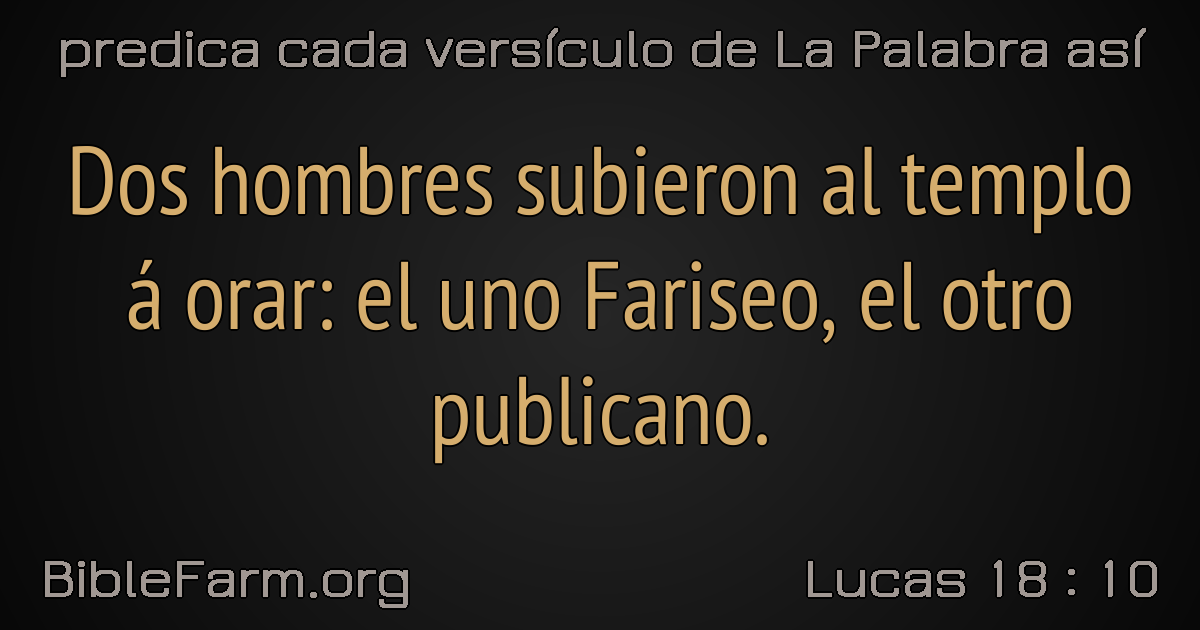 predica cada versículo de La Palabra así
Dos hombres subieron al templo
á orar: el uno Fariseo, el otro
publicano.
BibleFarm.org
Lucas 18 : 10